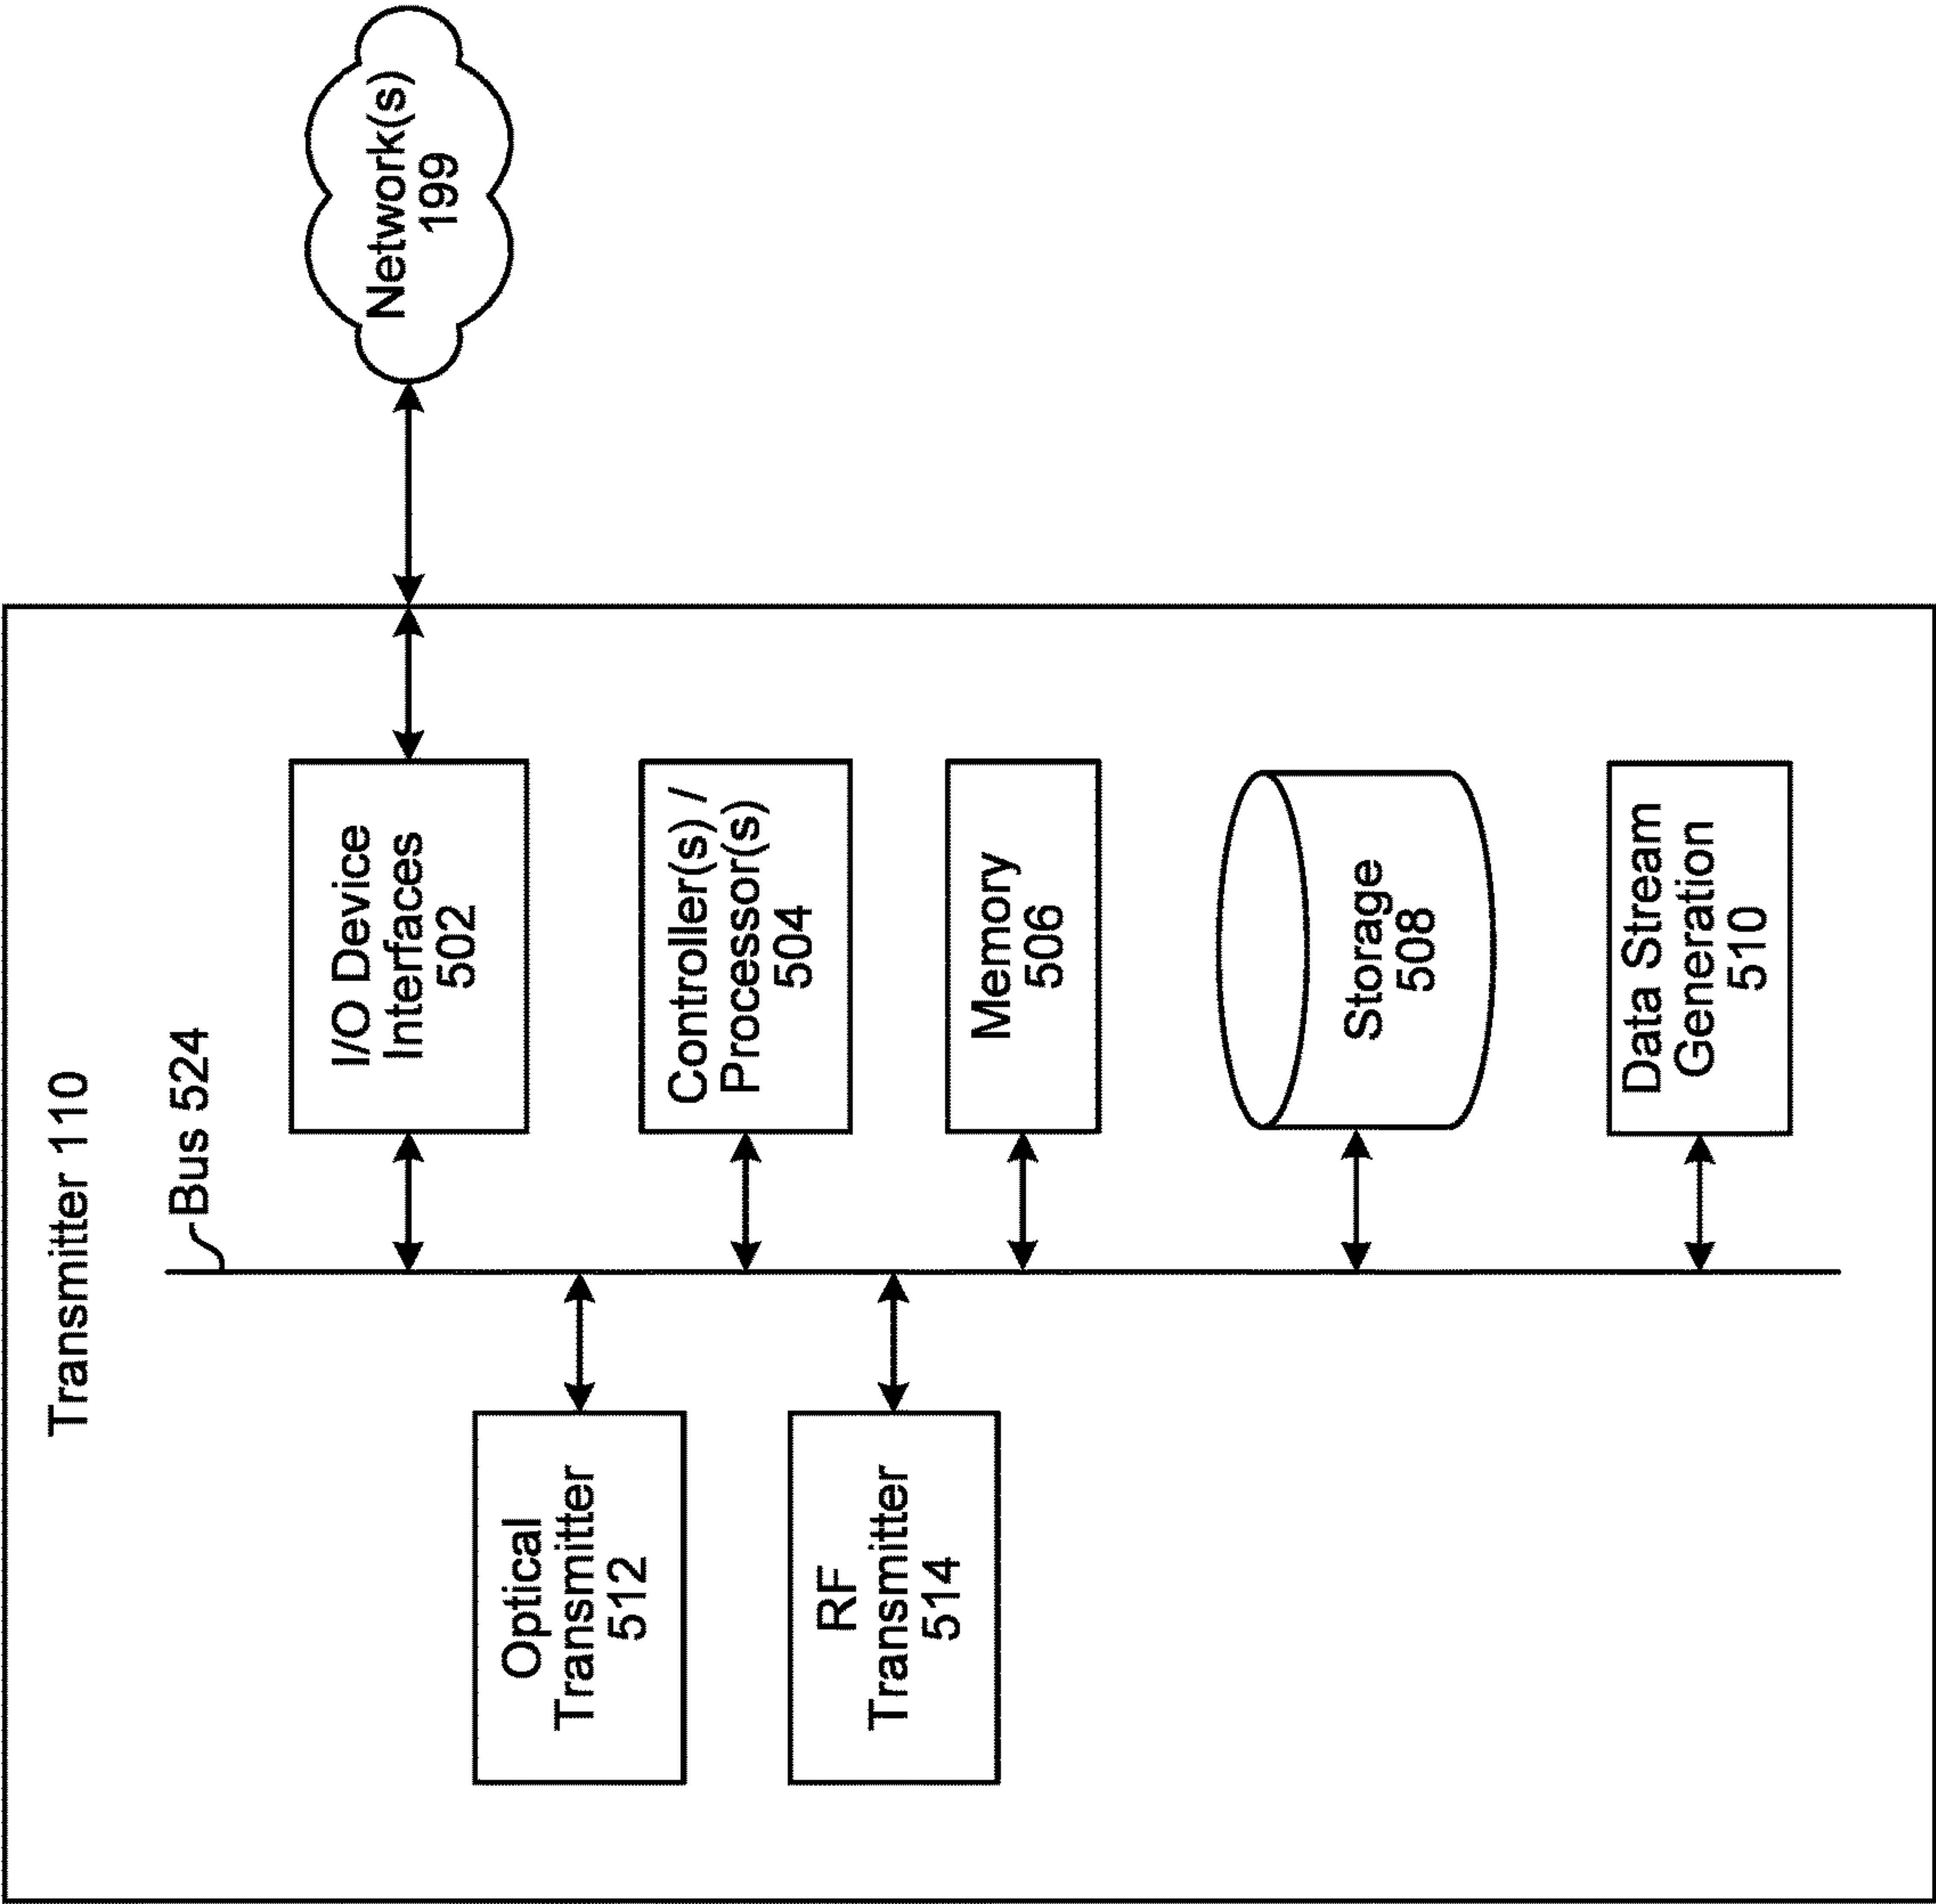 Transmitter 110
Bus 524
Optical
Transmitter
512
RF
Transmitter
514
I/O Device
Interfaces
502
Controller(s) /
Processor(s)
504
Memory
506
Storage
508
Data Stream
Generation
510
Network(s)
199